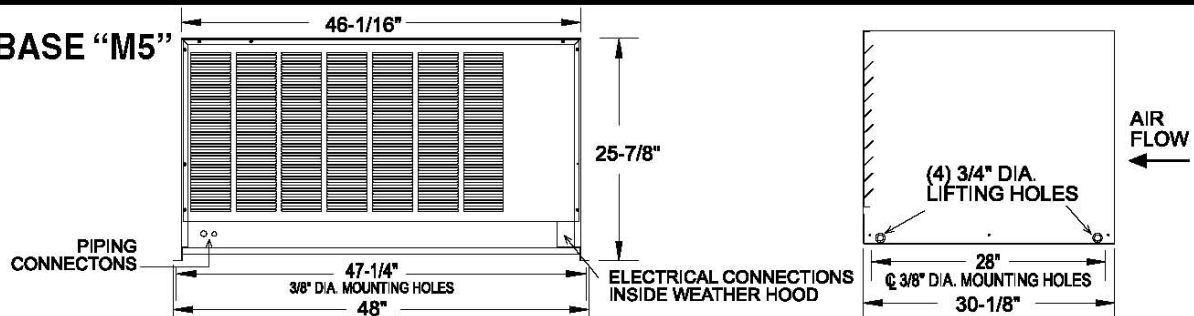 BASE “M5”
46-1/16"
25-7/8"
PIPING
CONNECTONS
47-1/4"
3/8" DIA. MOUNTING HOLES
48"
ELECTRICAL CONNECTIONS
INSIDE WEATHER HOOD
AIR
FLOW
(4) 3/4" DIA.
LIFTING HOLES
28"
℄ 3/8" DIA. MOUNTING HOLES
30-1/8"